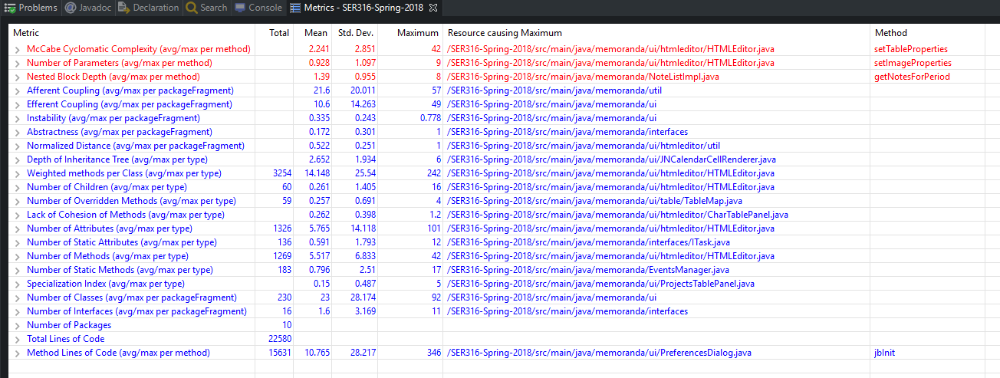 Problems @ Javadoc Declaration Search Console Metrics - SER316-Spring-2018
Metric Total Mean Std. Dev. Maximum Resource causing Maximum Method
McCabe Cyclomatic Complexity (avg/max per method) 2.241 2.851 42 /SER316-Spring-2018/src/main/java/memoranda/ui/htmleditor/HTMLEditor.java setTableProperties
Number of Parameters (avg/max per method) 0.928 1.097 9 /SER316-Spring-2018/src/main/java/memoranda/ui/htmleditor/HTMLEditor.java setImageProperties
Nested Block Depth (avg/max per method) 1.39 0.955 8 /SER316-Spring-2018/src/main/java/memoranda/NoteListImpl.java getNotesForPeriod
Afferent Coupling (avg/max per packageFragment) 21.6 20.011 57 /SER316-Spring-2018/src/main/java/memoranda/util
Efferent Coupling (avg/max per packageFragment) 10.6 14.263 49 /SER316-Spring-2018/src/main/java/memoranda/ui
Instability (avg/max per packageFragment) 0.335 0.243 0.778 /SER316-Spring-2018/src/main/java/memoranda/ui
Abstractness (avg/max per packageFragment) 0.172 0.301 1 /SER316-Spring-2018/src/main/java/memoranda/interfaces
Normalized Distance (avg/max per packageFragment) 0.522 0.251 1 /SER316-Spring-2018/src/main/java/memoranda/ui/htmleditor/util
Depth of Inheritance Tree (avg/max per type) 2.652 1.934 6 /SER316-Spring-2018/src/main/java/memoranda/ui/JNCalendarCellRenderer.java
Weighted methods per Class (avg/max per type) 3254 14.148 25.54 242 /SER316-Spring-2018/src/main/java/memoranda/ui/htmleditor/HTMLEditor.java
Number of Children (avg/max per type) 60 0.261 1.405 16 /SER316-Spring-2018/src/main/java/memoranda/ui/htmleditor/HTMLEditor.java
Number of Overridden Methods (avg/max per type) 59 0.257 0.691 4 /SER316-Spring-2018/src/main/java/memoranda/ui/table/TableMap.java
Lack of Cohesion of Methods (avg/max per type) 0.262 0.398 1.2 /SER316-Spring-2018/src/main/java/memoranda/ui/htmleditor/CharTablePanel.java
Number of Attributes (avg/max per type) 1326 5.765 14.118 101 /SER316-Spring-2018/src/main/java/memoranda/ui/htmleditor/HTMLEditor.java
Number of Static Attributes (avg/max per type) 136 0.591 1.793 12 /SER316-Spring-2018/src/main/java/memoranda/interfaces/ITask.java
Number of Methods (avg/max per type) 1269 5.517 6.833 42 /SER316-Spring-2018/src/main/java/memoranda/ui/htmleditor/HTMLEditor.java
Number of Static Methods (avg/max per type) 183 0.796 2.51 17 /SER316-Spring-2018/src/main/java/memoranda/EventsManager.java
Specialization Index (avg/max per type) 0.15 0.487 5 /SER316-Spring-2018/src/main/java/memoranda/ui/ProjectsTablePanel.java
Number of Classes (avg/max per packageFragment) 230 23 28.174 92 /SER316-Spring-2018/src/main/java/memoranda/ui
Number of Interfaces (avg/max per packageFragment) 16 1.6 3.169 11 /SER316-Spring-2018/src/main/java/memoranda/interfaces
Number of Packages 10
Total Lines of Code 22580
Method Lines of Code (avg/max per method) 15631 10.765 28.217 346 /SER316-Spring-2018/src/main/java/memoranda/ui/PreferencesDialog.java jbInit